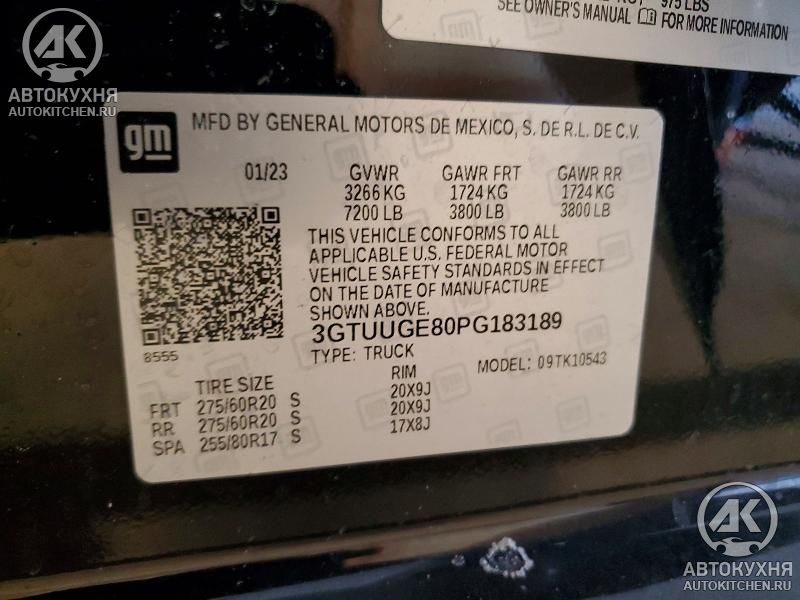 975 LBS
SEE OWNER'S MANUAL FOR MORE INFORMATION
AK
АВТОКУХНЯ
AUTOKITCHEN.RU
gm
MFD BY GENERAL MOTORS DE MEXICO, S. DE R.L. DE C.V.
01/23 GVWR GAWR FRT GAWR RR
3266 KG 1724 KG 1724 KG
7200 LB 3800 LB 3800 LB
THIS VEHICLE CONFORMS TO ALL
APPLICABLE U.S. FEDERAL MOTOR
VEHICLE SAFETY STANDARDS IN EFFECT
ON THE DATE OF MANUFACTURE
SHOWN ABOVE.
3GTUUGE80PG183189
8555
TYPE: TRUCK MODEL: 09TK10543
TIRE SIZE RIM
FRT 275/60R20 S 20X9J
RR 275/60R20 S 20X9J
SPA 255/80R17 S 17X8J
AK
АВТОКУХНЯ
AUTOKITCHEN.RU